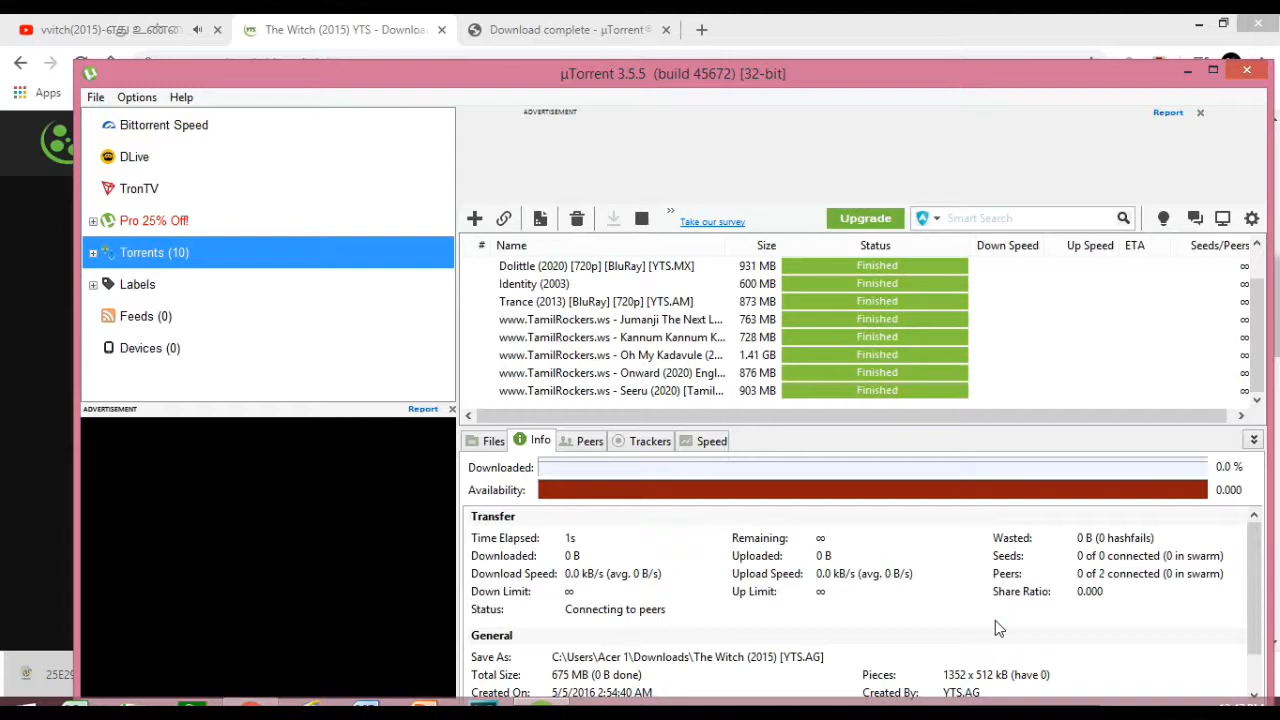 vvitch(2015)-எது உண்ண
The Witch (2015) YTS - Downloa
Download complete - µTorrent®
Apps
µTorrent 3.5.5 (build 45672) [32-bit]
File Options Help
Bittorrent Speed
DLive
TronTV
Pro 25% Off!
Torrents (10)
Labels
Feeds (0)
Devices (0)
ADVERTISEMENT Report
ADVERTISEMENT Report
Take our survey Upgrade Smart Search
# Name Size Status Down Speed Up Speed ETA Seeds/Peers
Dolittle (2020) [720p] [BluRay] [YTS.MX] 931 MB Finished ∞
Identity (2003) 600 MB Finished ∞
Trance (2013) [BluRay] [720p] [YTS.AM] 873 MB Finished ∞
www.TamilRockers.ws - Jumanji The Next L... 763 MB Finished ∞
www.TamilRockers.ws - Kannum Kannum K... 728 MB Finished ∞
www.TamilRockers.ws - Oh My Kadavule (2... 1.41 GB Finished ∞
www.TamilRockers.ws - Onward (2020) Engl... 876 MB Finished ∞
www.TamilRockers.ws - Seeru (2020) [Tamil... 903 MB Finished ∞
Files Info Peers Trackers Speed
Downloaded: 0.0 %
Availability: 0.000
Transfer
Time Elapsed: 1s Remaining: ∞ Wasted: 0 B (0 hashfails)
Downloaded: 0 B Uploaded: 0 B Seeds: 0 of 0 connected (0 in swarm)
Download Speed: 0.0 kB/s (avg. 0 B/s) Upload Speed: 0.0 kB/s (avg. 0 B/s) Peers: 0 of 2 connected (0 in swarm)
Down Limit: ∞ Up Limit: ∞ Share Ratio: 0.000
Status: Connecting to peers
General
Save As: C:\Users\Acer 1\Downloads\The Witch (2015) [YTS.AG]
Total Size: 675 MB (0 B done) Pieces: 1352 x 512 kB (have 0)
Created On: 5/5/2016 2:54:40 AM Created By: YTS.AG
25E29